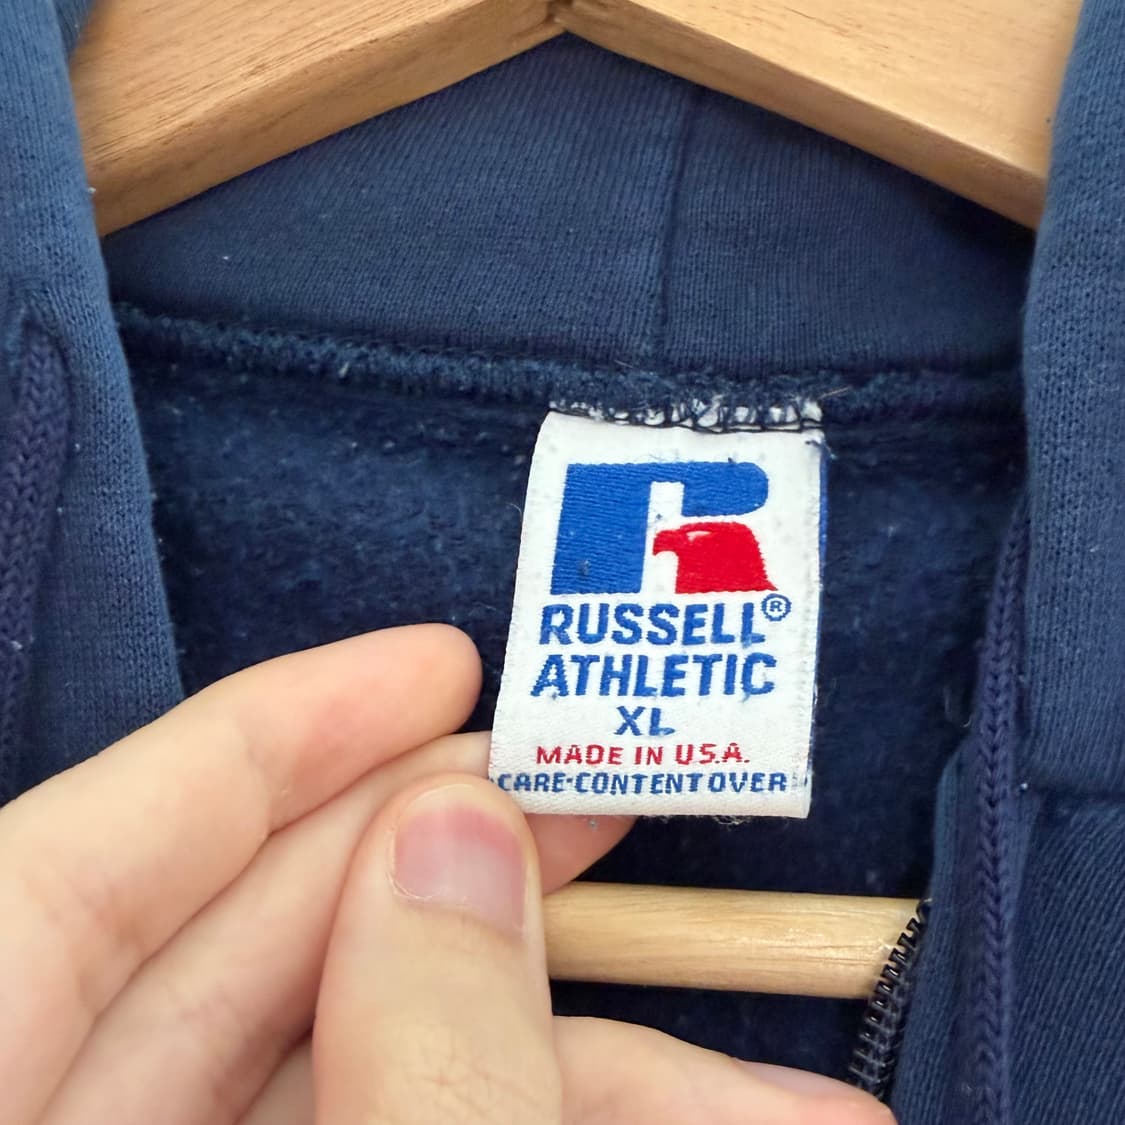 RUSSELL®
ATHLETIC
XL
MADE IN U.S.A.
CARE-CONTENT OVER